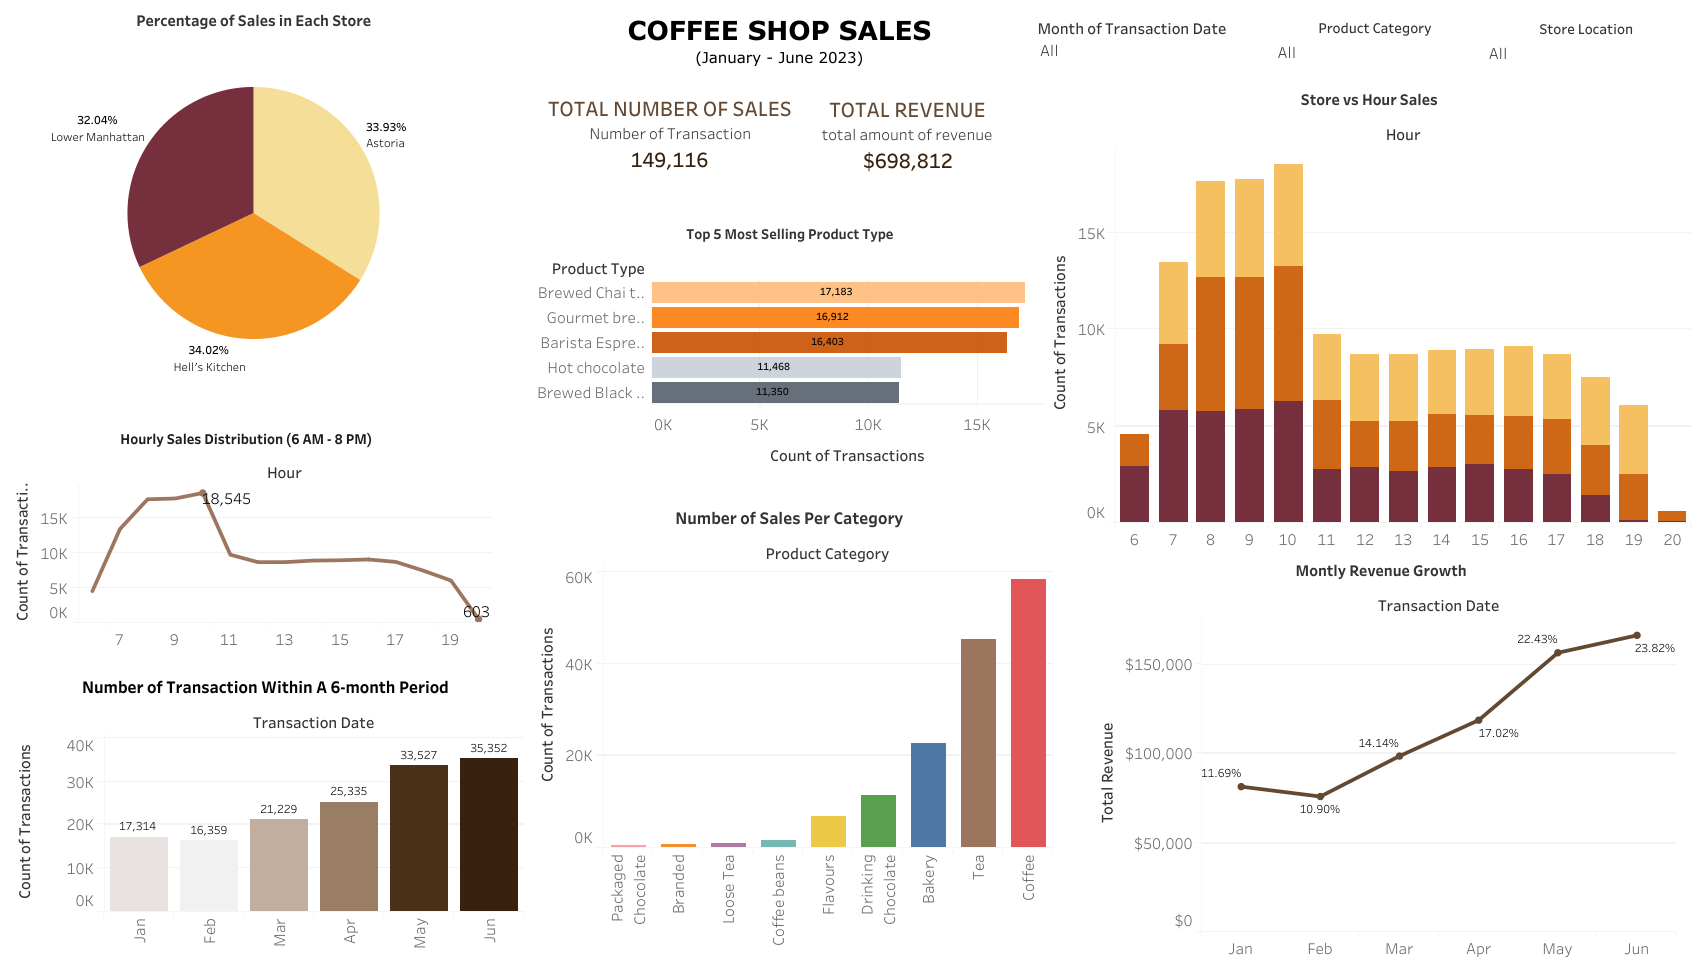 Percentage of Sales in Each Store
32.04%
Lower Manhattan
33.93%
Astoria
34.02%
Hell's Kitchen
COFFEE SHOP SALES
(January - June 2023)
TOTAL NUMBER OF SALES
Number of Transaction
149,116
TOTAL REVENUE
total amount of revenue
$698,812
Month of Transaction Date
All
Product Category
All
Store Location
All
Top 5 Most Selling Product Type
Product Type
Brewed Chai t..
17,183
Gourmet bre..
16,912
Barista Espre..
16,403
Hot chocolate
11,468
Brewed Black ..
11,350
0K 5K 10K 15K
Count of Transactions
Store vs Hour Sales
Hour
Count of Transactions
15K
10K
5K
0K
6 7 8 9 10 11 12 13 14 15 16 17 18 19 20
Hourly Sales Distribution (6 AM - 8 PM)
Hour
Count of Transacti..
15K
10K
5K
0K
18,545
603
7 9 11 13 15 17 19
Number of Sales Per Category
Product Category
Count of Transactions
60K
40K
20K
0K
Packaged
Chocolate
Branded
Loose Tea
Coffee beans
Flavours
Drinking
Chocolate
Bakery
Tea
Coffee
Montly Revenue Growth
Transaction Date
Total Revenue
$150,000
$100,000
$50,000
$0
11.69%
10.90%
14.14%
17.02%
22.43%
23.82%
Jan Feb Mar Apr May Jun
Number of Transaction Within A 6-month Period
Transaction Date
Count of Transactions
40K
30K
20K
10K
0K
17,314
16,359
21,229
25,335
33,527
35,352
Jan
Feb
Mar
Apr
May
Jun